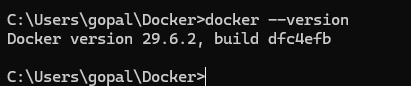 C:\Users\gopal\Docker>docker --version
Docker version 29.6.2, build dfc4efb
C:\Users\gopal\Docker>